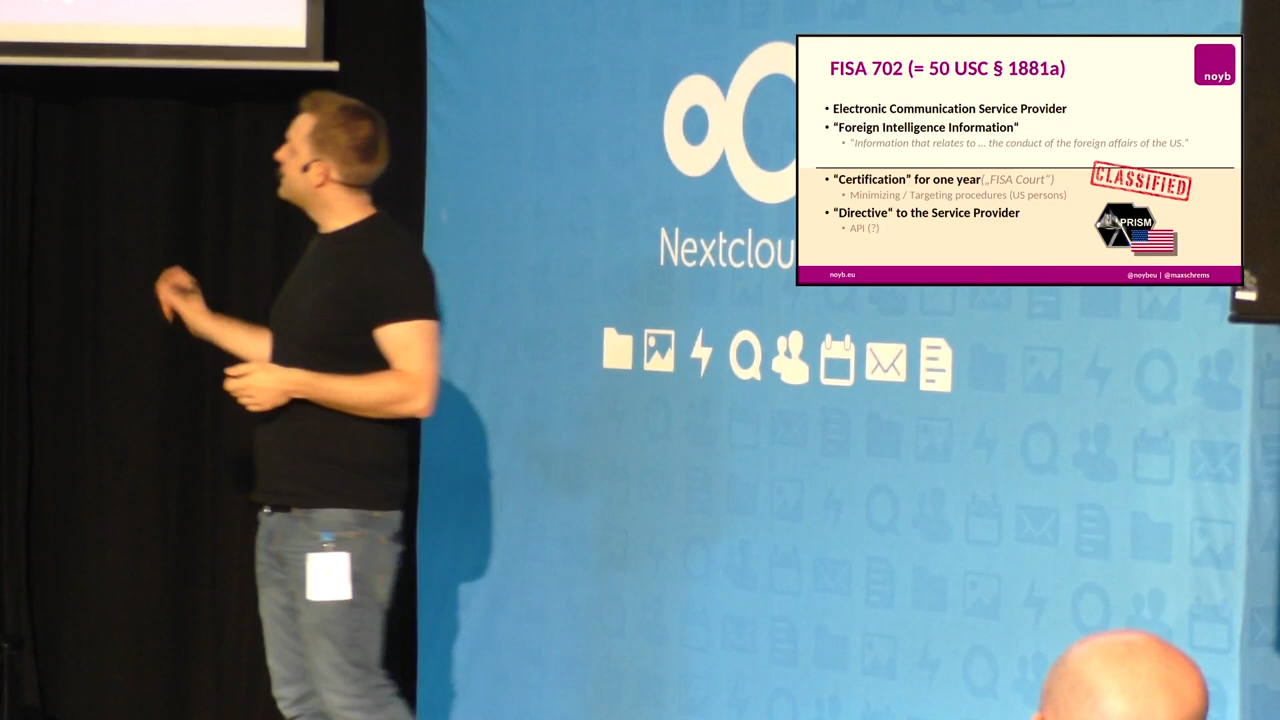 FISA 702 (= 50 USC § 1881a)
noyb
• Electronic Communication Service Provider
• “Foreign Intelligence Information“
• “Information that relates to … the conduct of the foreign affairs of the US.”
• “Certification” for one year(„FISA Court“)
CLASSIFIED
• Minimizing / Targeting procedures (US persons)
• “Directive“ to the Service Provider
PRISM
• API (?)
noyb.eu
@noybeu | @maxschrems
Nextclou